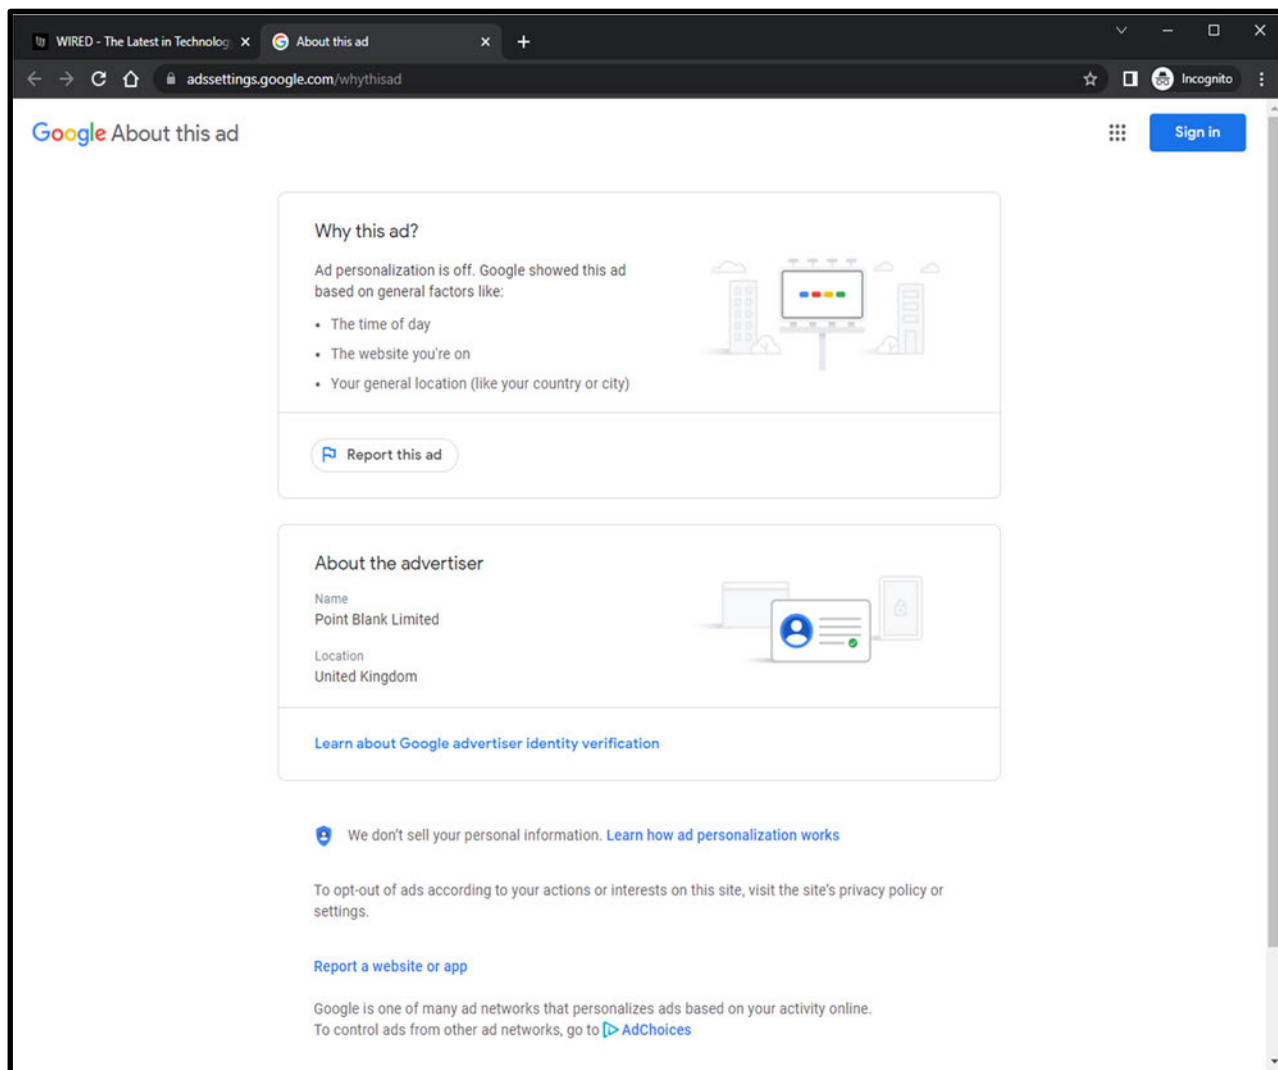 WIRED - The Latest in Technolog
About this ad
adssettings.google.com/whythisad
Incognito
Google About this ad
Sign in
Why this ad?
Ad personalization is off. Google showed this ad
based on general factors like:
• The time of day
• The website you're on
• Your general location (like your country or city)
Report this ad
About the advertiser
Name
Point Blank Limited
Location
United Kingdom
Learn about Google advertiser identity verification
We don't sell your personal information. Learn how ad personalization works
To opt-out of ads according to your actions or interests on this site, visit the site's privacy policy or
settings.
Report a website or app
Google is one of many ad networks that personalizes ads based on your activity online.
To control ads from other ad networks, go to AdChoices